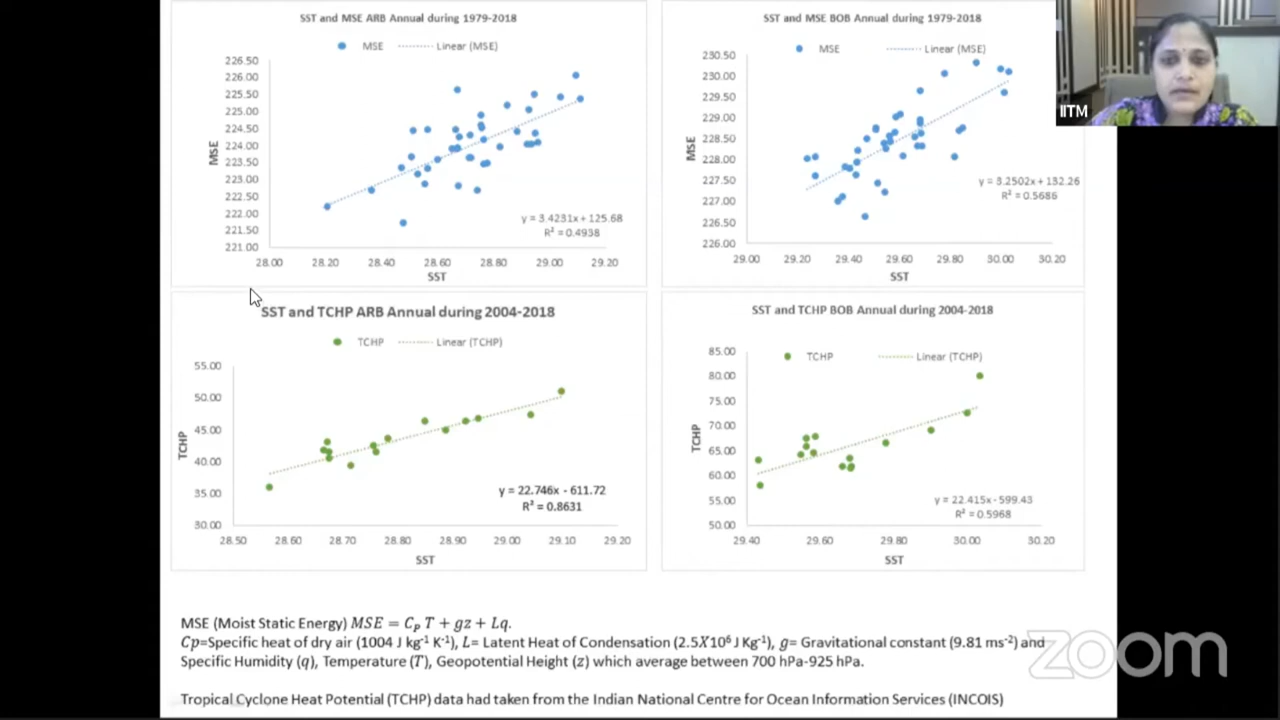 SST and MSE ARB Annual during 1979-2018
MSE Linear (MSE)
226.50
226.00
225.50
225.00
224.50
224.00
223.50
223.00
222.50
222.00
221.50
221.00
MSE
y = 3.4231x + 125.68
R² = 0.4938
28.00 28.20 28.40 28.60 28.80 29.00 29.20
SST
SST and MSE BOB Annual during 1979-2018
MSE Linear (MSE)
230.50
230.00
229.50
229.00
228.50
228.00
227.50
227.00
226.50
226.00
MSE
y = 3.2502x + 132.26
R² = 0.5686
29.00 29.20 29.40 29.60 29.80 30.00 30.20
SST
IITM
SST and TCHP ARB Annual during 2004-2018
TCHP Linear (TCHP)
55.00
50.00
45.00
40.00
35.00
30.00
TCHP
y = 22.746x - 611.72
R² = 0.8631
28.50 28.60 28.70 28.80 28.90 29.00 29.10 29.20
SST
SST and TCHP BOB Annual during 2004-2018
TCHP Linear (TCHP)
85.00
80.00
75.00
70.00
65.00
60.00
55.00
50.00
TCHP
y = 22.415x - 599.43
R² = 0.5968
29.40 29.60 29.80 30.00 30.20
SST
MSE (Moist Static Energy) MSE = C_P T + gz + Lq.
Cp=Specific heat of dry air (1004 J kg⁻¹ K⁻¹), L= Latent Heat of Condensation (2.5X10⁶ J Kg⁻¹), g= Gravitational constant (9.81 ms⁻²) and
Specific Humidity (q), Temperature (T), Geopotential Height (z) which average between 700 hPa-925 hPa.
Tropical Cyclone Heat Potential (TCHP) data had taken from the Indian National Centre for Ocean Information Services (INCOIS)
zoom